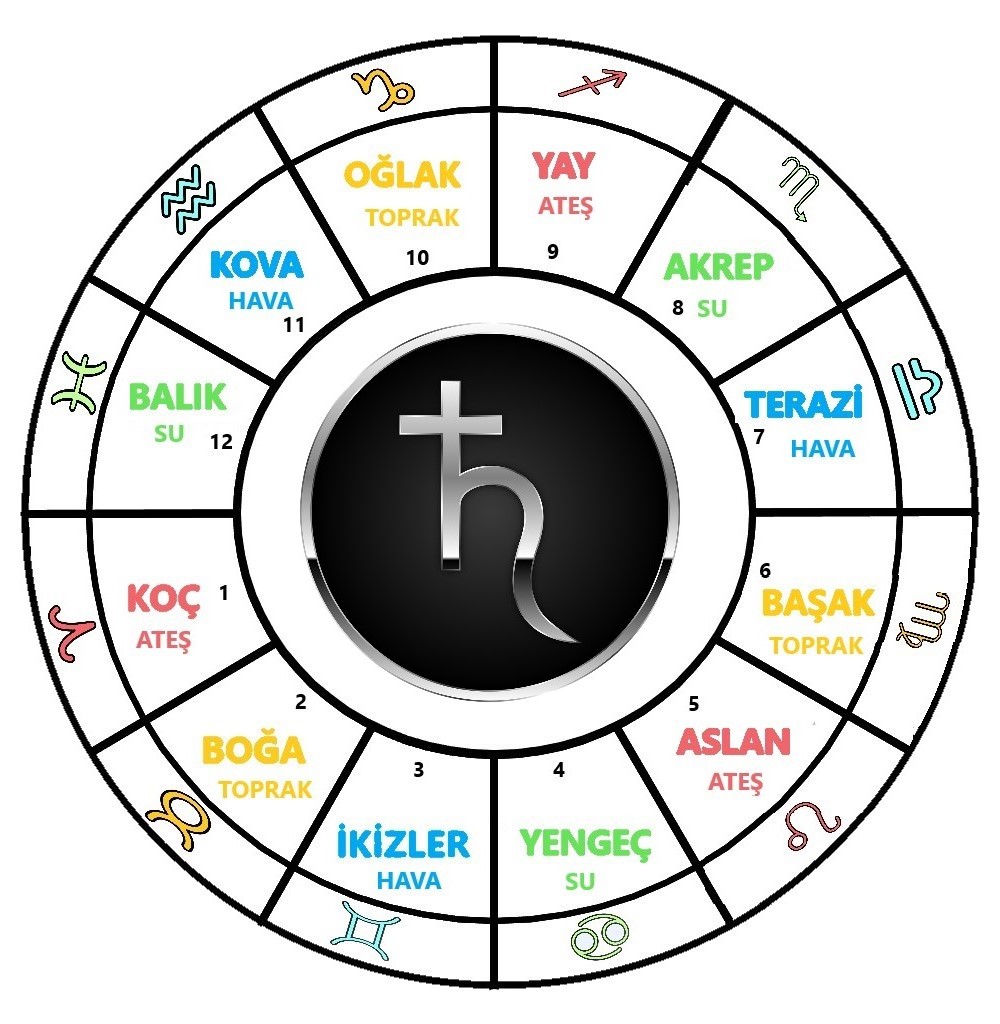 OĞLAK
TOPRAK
10
YAY
ATEŞ
9
AKREP
8 SU
TERAZİ
7
HAVA
6
BAŞAK
TOPRAK
5
ASLAN
ATEŞ
4
YENGEÇ
SU
3
İKİZLER
HAVA
2
BOĞA
TOPRAK
KOÇ 1
ATEŞ
BALIK
SU 12
KOVA
HAVA
11